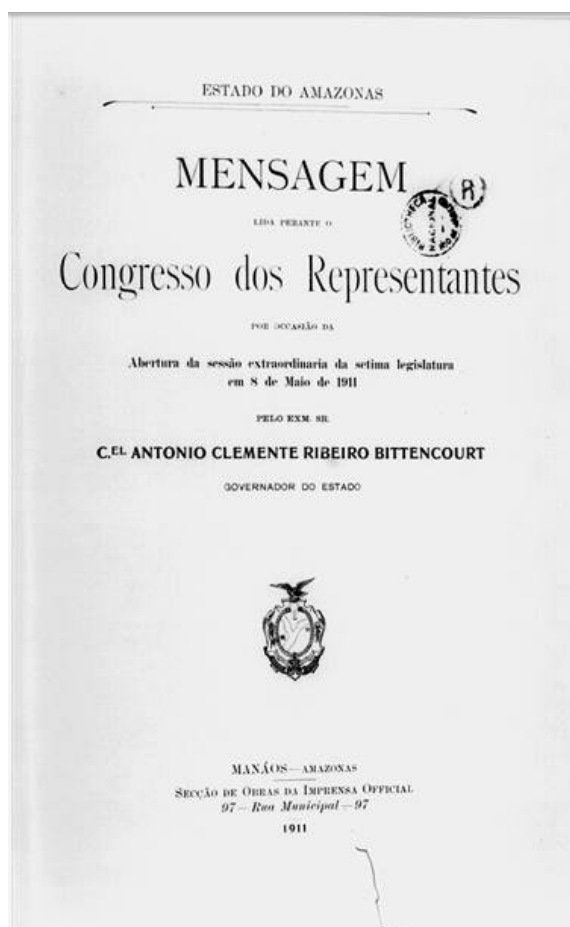 ESTADO DO AMAZONAS
MENSAGEM
R
LIDA PERANTE O
BIBLIOTHECA NACIONAL
Congresso dos Representantes
POR OCCASIÃO DA
Abertura da sessão extraordinaria da setima legislatura
em 8 de Maio de 1911
PELO EXM. SR.
C.EL ANTONIO CLEMENTE RIBEIRO BITTENCOURT
GOVERNADOR DO ESTADO
MANÁOS—AMAZONAS
SECÇÃO DE OBRAS DA IMPRENSA OFFICIAL
97—Rua Municipal—97
1911